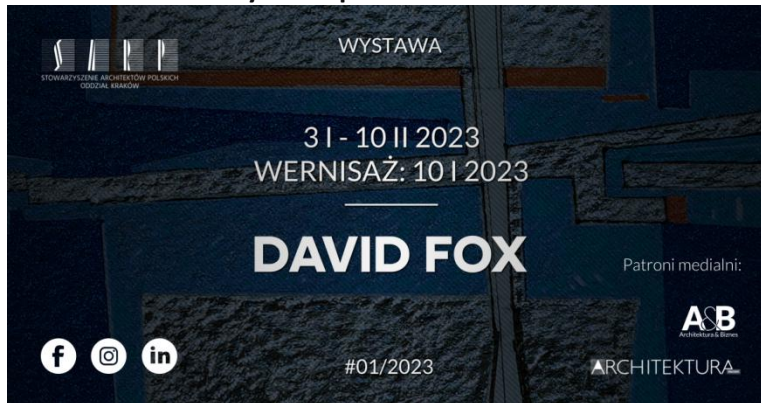 SARP
STOWARZYSZENIE ARCHITEKTÓW POLSKICH
ODDZIAŁ KRAKÓW
WYSTAWA
3 I - 10 II 2023
WERNISAŻ: 10 I 2023
DAVID FOX
Patroni medialni:
A&B
Architektura & Biznes
ARCHITEKTURA
#01/2023